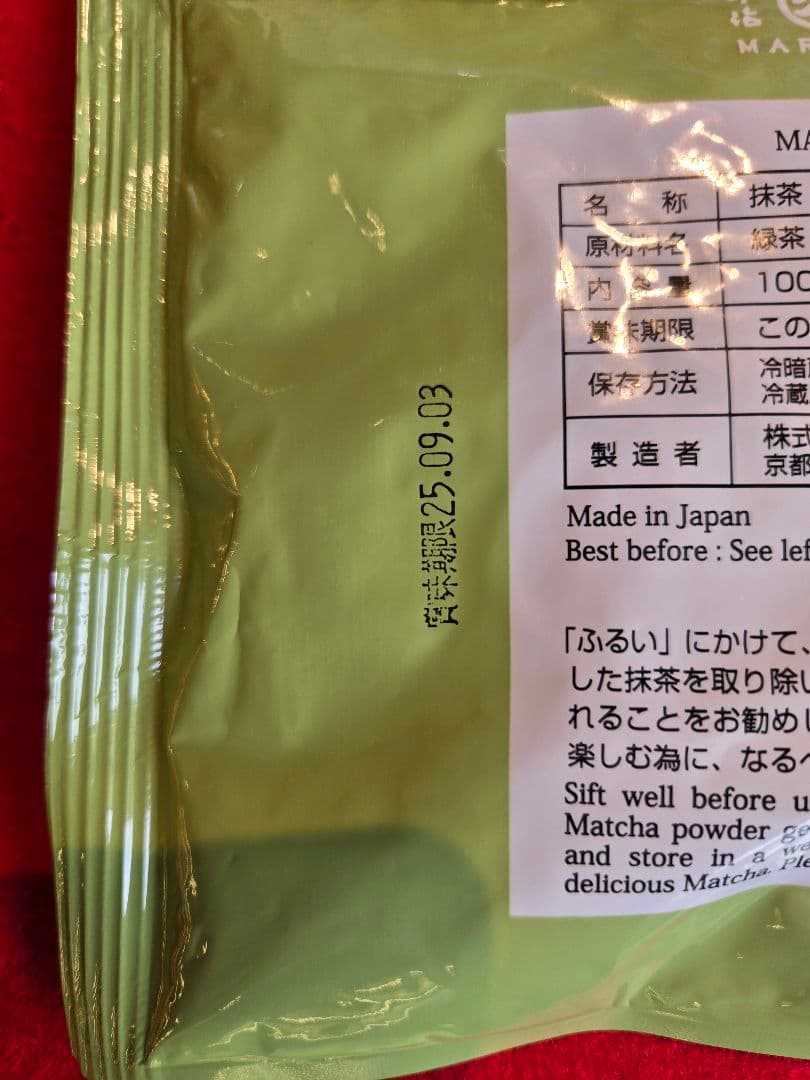 MAR
MA
名 称 抹茶
原材料名 緑茶
内 容 量 100
賞味期限 この
保存方法 冷暗
冷蔵
製 造 者 株式
京都
Made in Japan
Best before : See lef
賞味期限25.09.03
「ふるい」にかけて、
した抹茶を取り除い
れることをお勧めし
楽しむ為に、なるべ
Sift well before u
Matcha powder ge
and store in a we
delicious Matcha. Ple